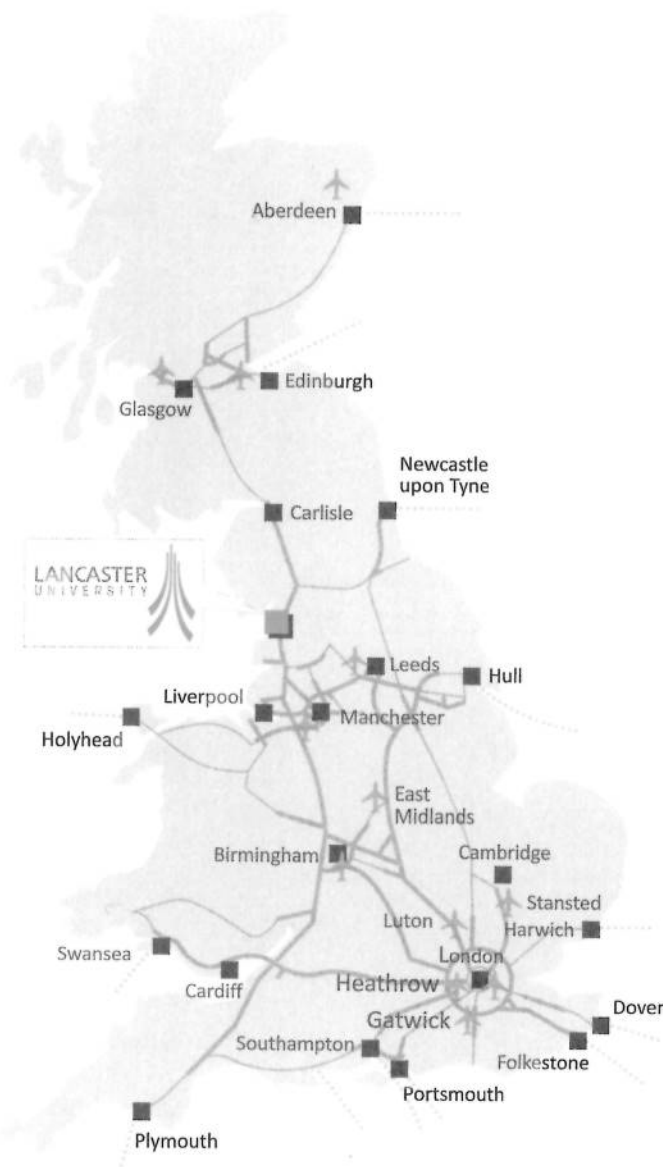 Aberdeen
Edinburgh
Glasgow
Newcastle
upon Tyne
Carlisle
LANCASTER
UNIVERSITY
Leeds
Hull
Liverpool
Manchester
Holyhead
East
Midlands
Birmingham
Cambridge
Stansted
Luton
Harwich
London
Swansea
Cardiff
Heathrow
Gatwick
Dover
Southampton
Folkestone
Portsmouth
Plymouth